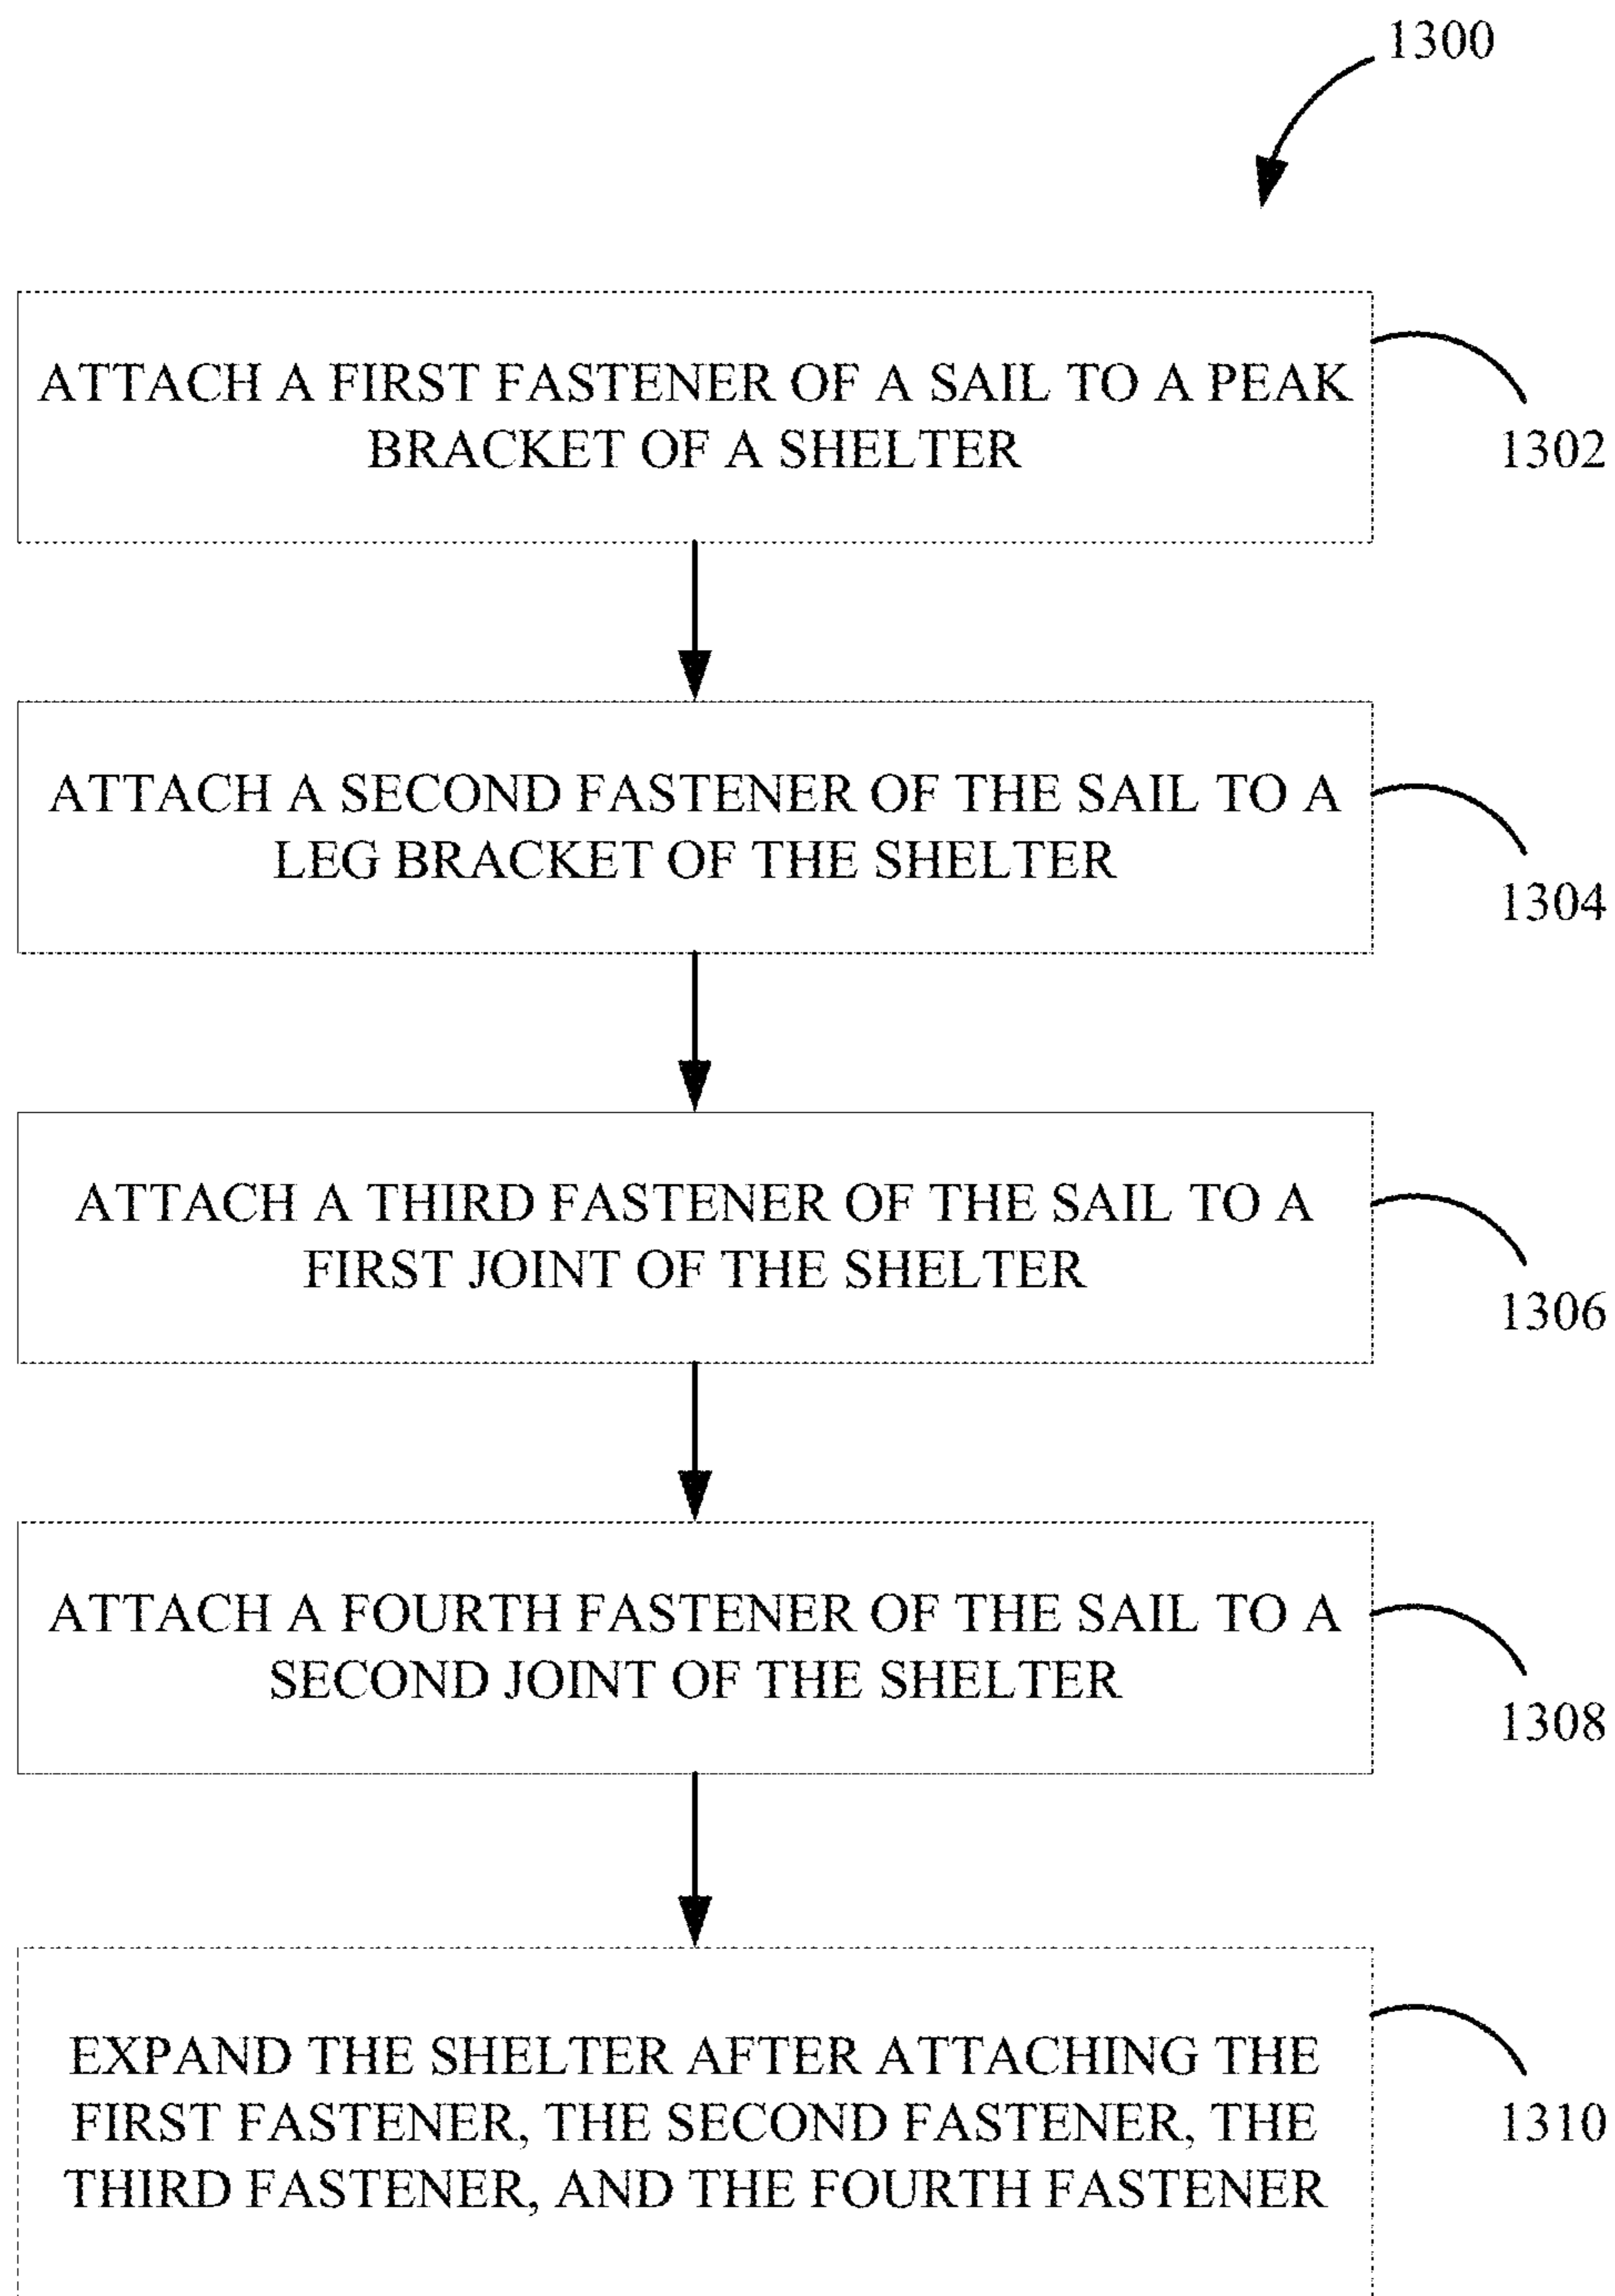 1300
ATTACH A FIRST FASTENER OF A SAIL TO A PEAK
BRACKET OF A SHELTER
1302
ATTACH A SECOND FASTENER OF THE SAIL TO A
LEG BRACKET OF THE SHELTER
1304
ATTACH A THIRD FASTENER OF THE SAIL TO A
FIRST JOINT OF THE SHELTER
1306
ATTACH A FOURTH FASTENER OF THE SAIL TO A
SECOND JOINT OF THE SHELTER
1308
EXPAND THE SHELTER AFTER ATTACHING THE
FIRST FASTENER, THE SECOND FASTENER, THE
THIRD FASTENER, AND THE FOURTH FASTENER
1310